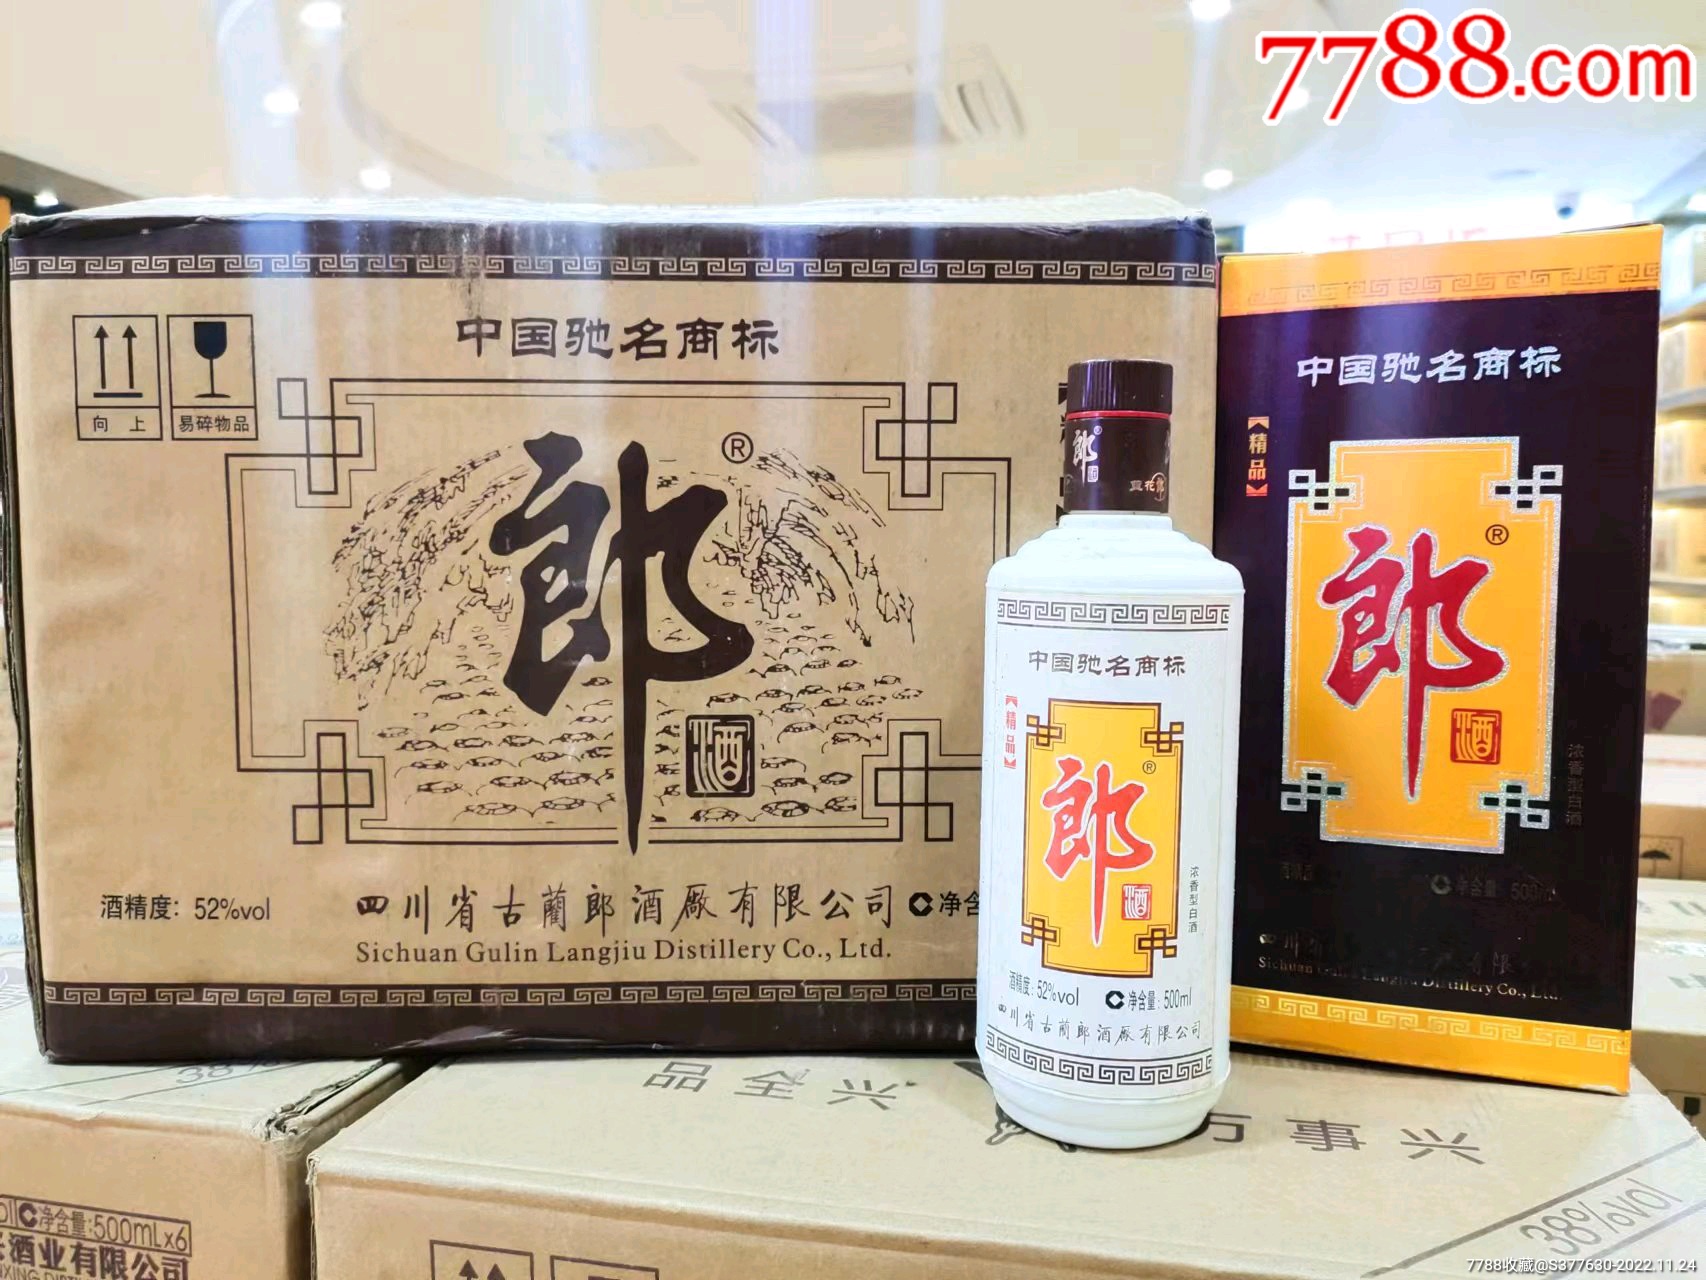 7788.com
中国驰名商标
向上
易碎物品
郎®
酒
酒精度: 52%vol
四川省古蔺郎酒厂有限公司
净含
Sichuan Gulin Langjiu Distillery Co., Ltd.
郎®
酒
中国驰名商标
精品
郎®
酒
浓香型白酒
酒精度: 52%vol
净含量: 500ml
四川省古蔺郎酒厂有限公司
中国驰名商标
精品
郎®
酒
浓香型白酒
净含量: 500ml
Sichuan Gulin Langjiu Distillery Co., Ltd.
38%
兴全品
兴事
38%vol
净含量:500mL×6
酒业有限公司
7788收藏@S377630-2022.11.24